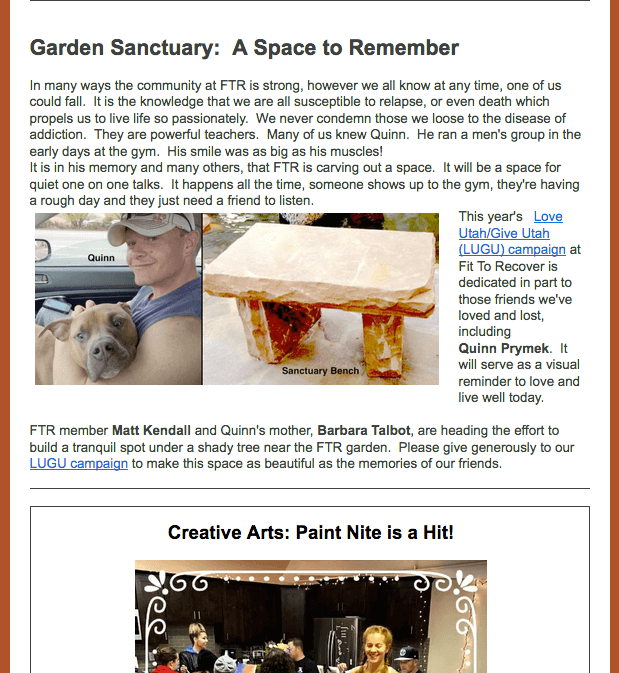 Garden Sanctuary:  A Space to Remember
In many ways the community at FTR is strong, however we all know at any time, one of us
could fall.  It is the knowledge that we are all susceptible to relapse, or even death which
propels us to live life so passionately.  We never condemn those we loose to the disease of
addiction.  They are powerful teachers.  Many of us knew Quinn.  He ran a men's group in the
early days at the gym.  His smile was as big as his muscles!
It is in his memory and many others, that FTR is carving out a space.  It will be a space for
quiet one on one talks.  It happens all the time, someone shows up to the gym, they're having
a rough day and they just need a friend to listen.
Quinn
Sanctuary Bench
This year's   Love
Utah/Give Utah
(LUGU) campaign at
Fit To Recover is
dedicated in part to
those friends we've
loved and lost,
including
Quinn Prymek.  It
will serve as a visual
reminder to love and
live well today.
FTR member Matt Kendall and Quinn's mother, Barbara Talbot, are heading the effort to
build a tranquil spot under a shady tree near the FTR garden.  Please give generously to our
LUGU campaign to make this space as beautiful as the memories of our friends.
Creative Arts: Paint Nite is a Hit!